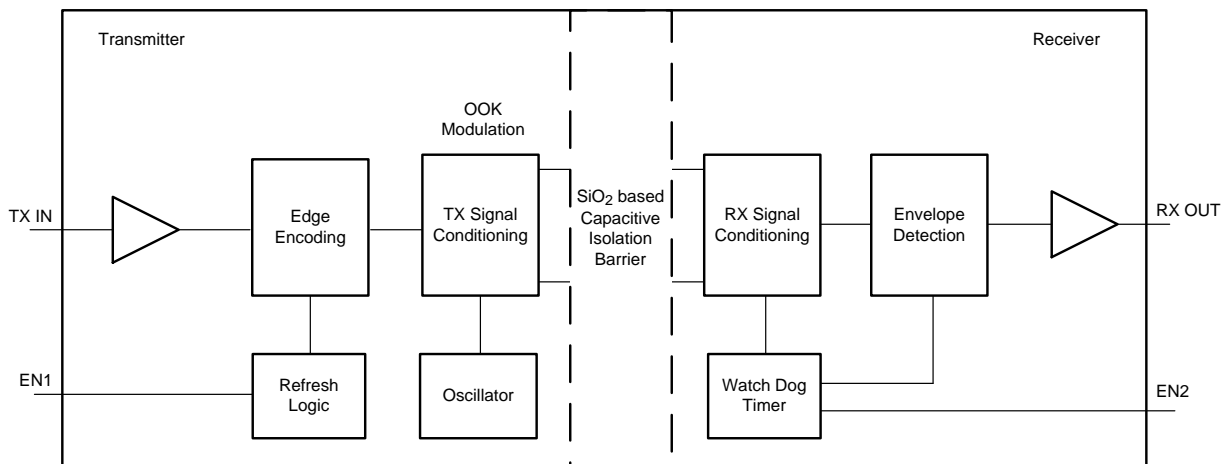 Transmitter
Receiver
OOK
Modulation
TX IN
Edge
Encoding
TX Signal
Conditioning
SiO₂ based
Capacitive
Isolation
Barrier
RX Signal
Conditioning
Envelope
Detection
RX OUT
EN1
Refresh
Logic
Oscillator
Watch Dog
Timer
EN2